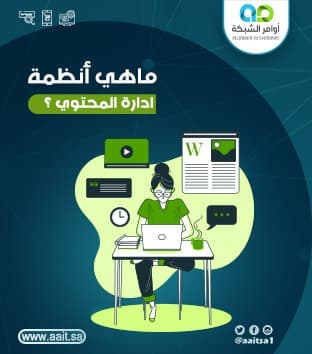 أوامر الشبكة
ماهي أنظمة
ادارة المحتوي ؟
W
W
www.aait.sa
@aaitsa1